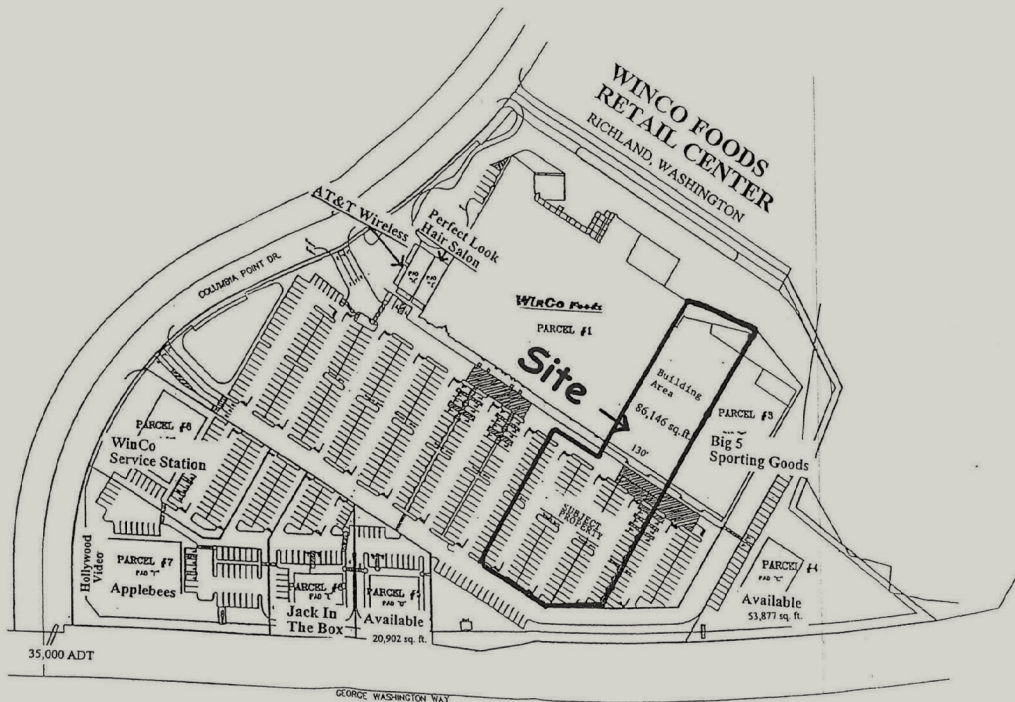 WINCO FOODS
RETAIL CENTER
RICHLAND, WASHINGTON
AT&T Wireless
Perfect Look
Hair Salon
COLUMBIA POINT DR.
WINCO Foods
PARCEL #1
Site
Building
Area
86,146 sq.ft.
130'
PARCEL #3
Big 5
Sporting Goods
SUBJECT
PROPERTY
PARCEL #8
WinCo
Service Station
Hollywood
Video
PARCEL #7
PAD "F"
Applebees
PARCEL #6
Jack In
The Box
PARCEL #5
PAD "D"
Available
20,902 sq. ft.
PARCEL #4
PAD "C"
Available
53,877 sq. ft.
35,000 ADT
GEORGE WASHINGTON WAY